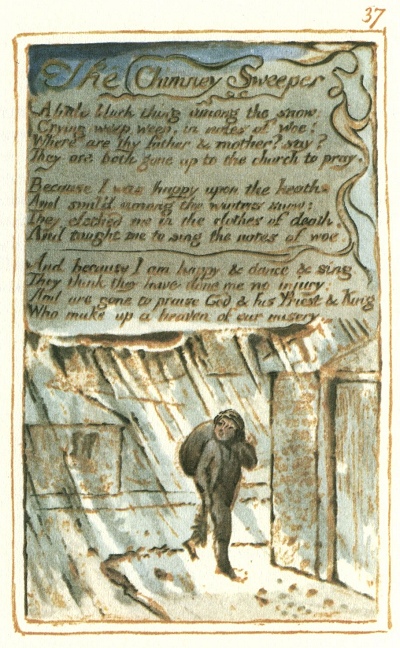 37
The Chimney Sweeper
A little black thing among the snow:
Crying weep, weep, in notes of woe!
Where are thy father & mother? say?
They are both gone up to the church to pray.
Because I was happy upon the heath,
And smil'd among the winters snow:
They clothed me in the clothes of death,
And taught me to sing the notes of woe.
And because I am happy & dance & sing,
They think they have done me no injury:
And are gone to praise God & his Priest & King
Who make up a heaven of our misery.